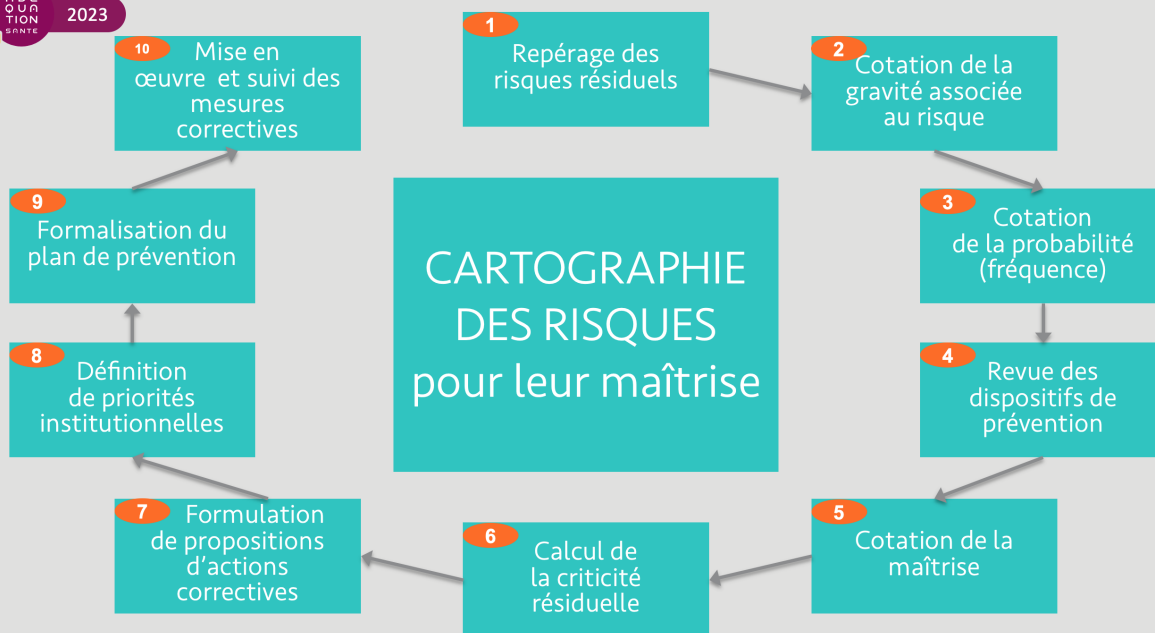 QUA
TION
SANTE
2023
1
Repérage des
risques résiduels
2
Cotation de la
gravité associée
au risque
3
Cotation
de la probabilité
(fréquence)
4
Revue des
dispositifs de
prévention
5
Cotation de la
maîtrise
6
Calcul de
la criticité
résiduelle
7
Formulation
de propositions
d'actions
correctives
8
Définition
de priorités
institutionnelles
9
Formalisation du
plan de prévention
10
Mise en
œuvre et suivi des
mesures
correctives
CARTOGRAPHIE
DES RISQUES
pour leur maîtrise